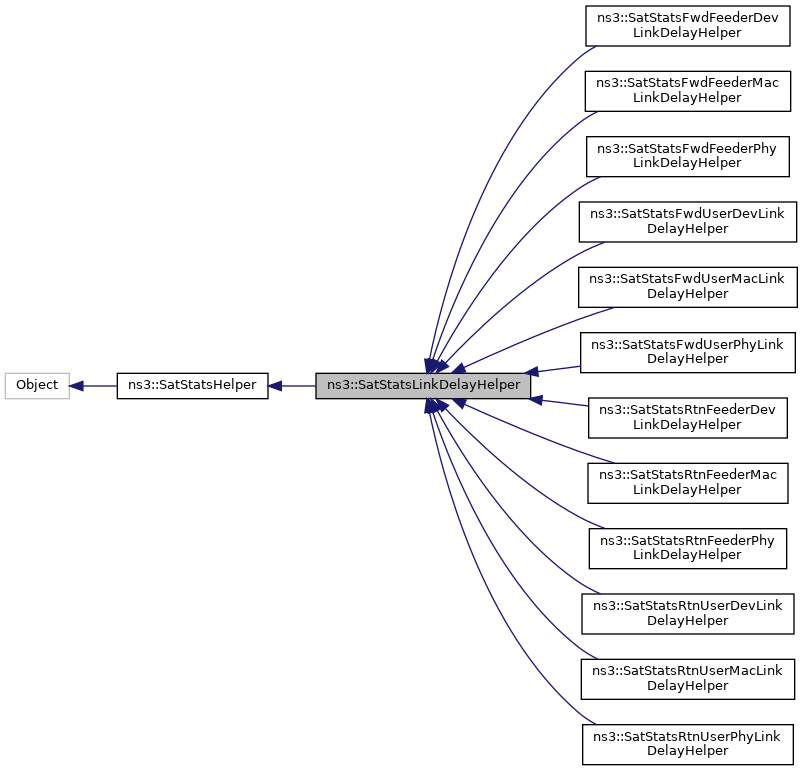 ns3::SatStatsFwdFeederDev
LinkDelayHelper
ns3::SatStatsFwdFeederMac
LinkDelayHelper
ns3::SatStatsFwdFeederPhy
LinkDelayHelper
ns3::SatStatsFwdUserDevLink
DelayHelper
ns3::SatStatsFwdUserMacLink
DelayHelper
ns3::SatStatsFwdUserPhyLink
DelayHelper
Object
ns3::SatStatsHelper
ns3::SatStatsLinkDelayHelper
ns3::SatStatsRtnFeederDev
LinkDelayHelper
ns3::SatStatsRtnFeederMac
LinkDelayHelper
ns3::SatStatsRtnFeederPhy
LinkDelayHelper
ns3::SatStatsRtnUserDevLink
DelayHelper
ns3::SatStatsRtnUserMacLink
DelayHelper
ns3::SatStatsRtnUserPhyLink
DelayHelper